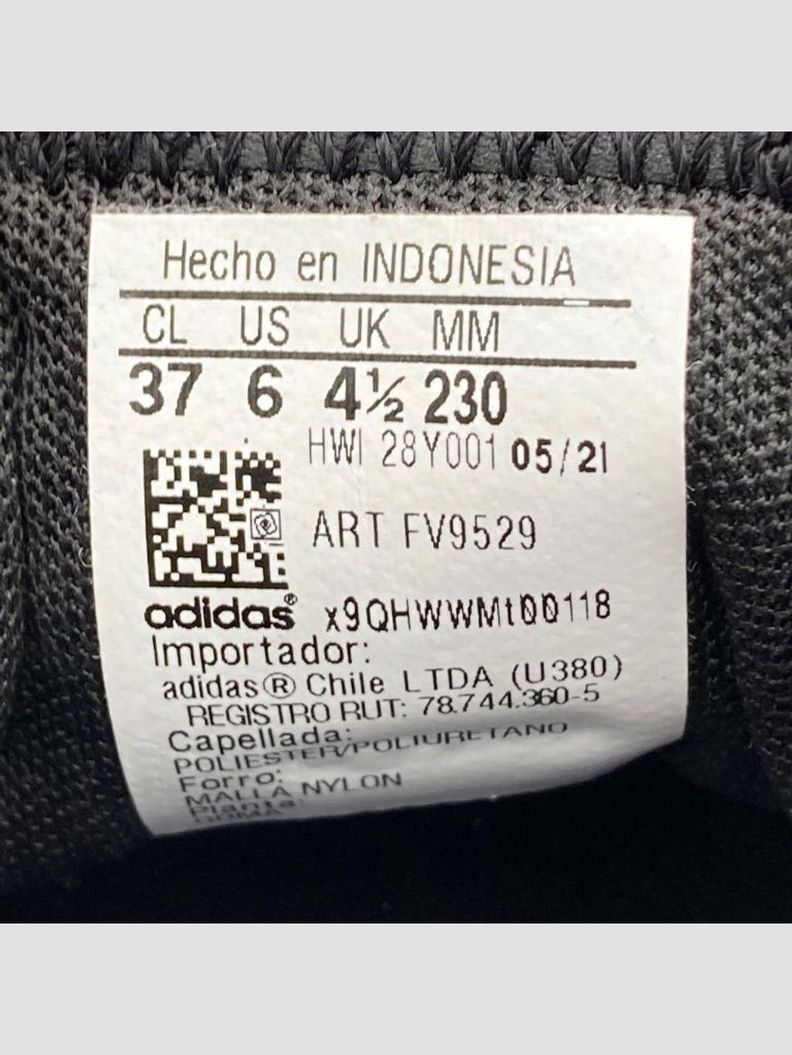 Hecho en INDONESIA
CL US UK MM
37 6 4½ 230
HWI 28Y001 05/21
ART FV9529
adidas® x9QHWWMt00118
Importador:
adidas® Chile LTDA (U380)
REGISTRO RUT: 78.744.360-5
Capellada:
POLIESTER/POLIURETANO
Forro:
MALLA NYLON
Planta:
GOMA